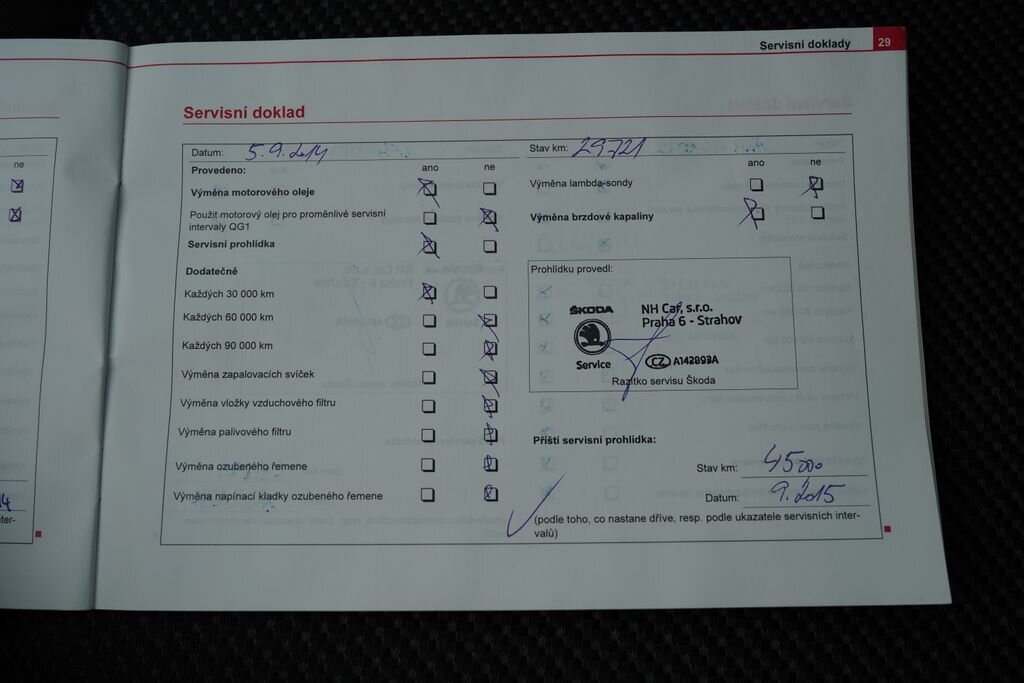 Servisní doklady 29
Servisní doklad
Datum: 5.9.2014
Stav km: 29721
Provedeno:
ano ne
ano ne
Výměna motorového oleje
Použit motorový olej pro proměnlivé servisní
intervaly QG1
Servisní prohlídka
Dodatečně
Každých 30 000 km
Každých 60 000 km
Každých 90 000 km
Výměna zapalovacích svíček
Výměna vložky vzduchového filtru
Výměna palivového filtru
Výměna ozubeného řemene
Výměna napínací kladky ozubeného řemene
Výměna lambda-sondy
Výměna brzdové kapaliny
Prohlídku provedl:
ŠKODA
Service
NH Car, s.r.o.
Praha 6 - Strahov
CZ A142893A
Razítko servisu Škoda
Příští servisní prohlídka:
Stav km: 45000
Datum: 9.2015
(podle toho, co nastane dříve, resp. podle ukazatele servisních inter-
valů)
ne
ter-